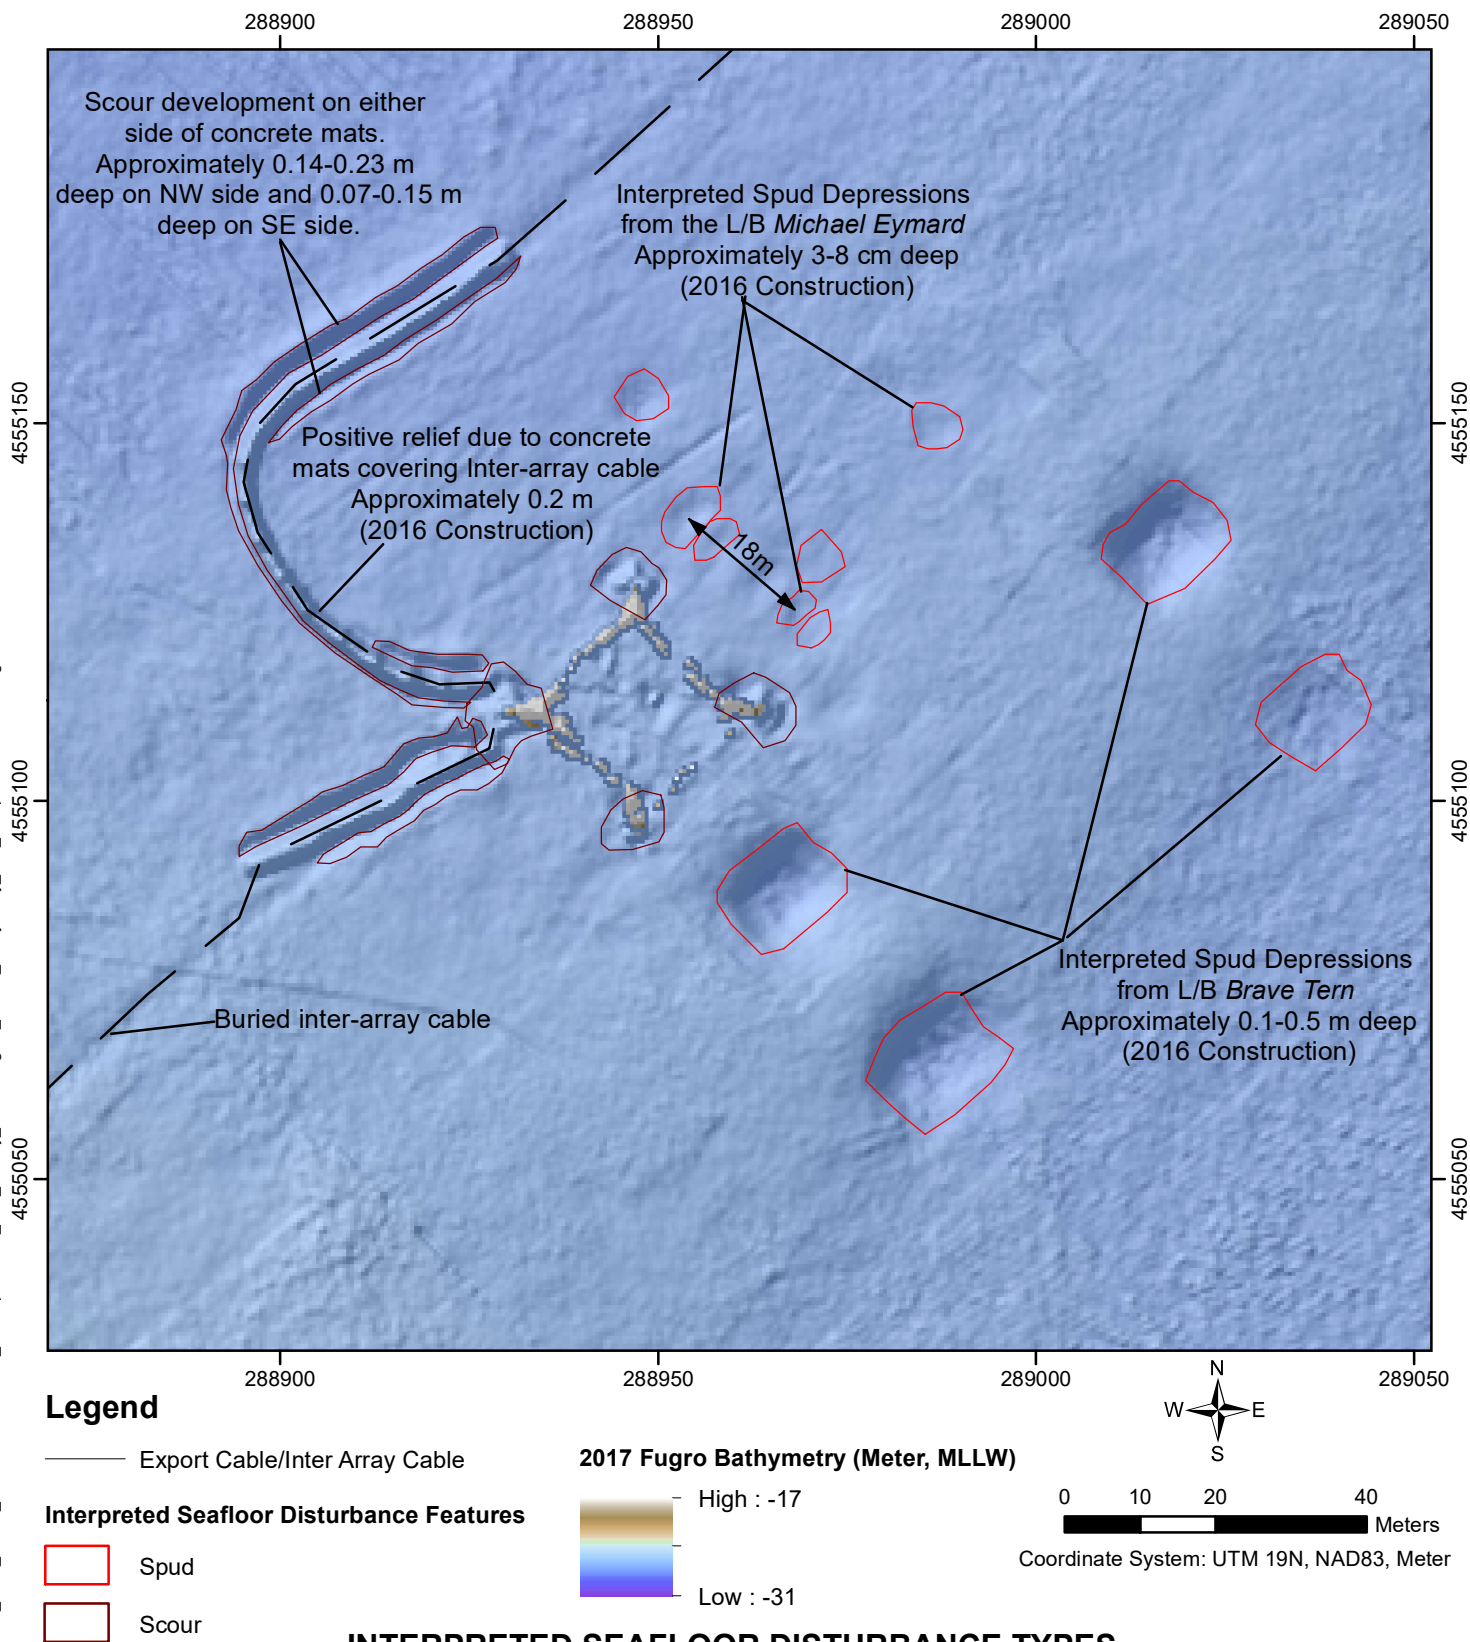 288900
288950
289000
289050
Scour development on either
side of concrete mats.
Approximately 0.14-0.23 m
deep on NW side and 0.07-0.15 m
deep on SE side.
Interpreted Spud Depressions
from the L/B Michael Eymard
Approximately 3-8 cm deep
(2016 Construction)
4555150
4555150
Positive relief due to concrete
mats covering Inter-array cable
Approximately 0.2 m
(2016 Construction)
18m
4555100
4555100
Interpreted Spud Depressions
from L/B Brave Tern
Approximately 0.1-0.5 m deep
(2016 Construction)
Buried inter-array cable
4555050
4555050
288900
288950
289000
289050
N
W
E
S
Legend
Export Cable/Inter Array Cable
Interpreted Seafloor Disturbance Features
Spud
Scour
2017 Fugro Bathymetry (Meter, MLLW)
High : -17
Low : -31
0 10 20 40
Meters
Coordinate System: UTM 19N, NAD83, Meter
INTERPRETED SEAFLOOR DISTURBANCE TYPES